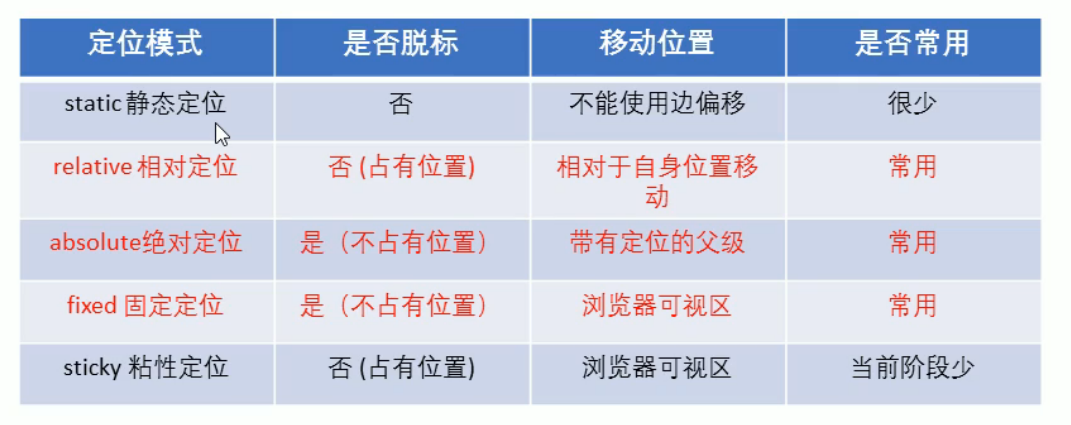 定位模式 是否脱标 移动位置 是否常用
static 静态定位 否 不能使用边偏移 很少
relative 相对定位 否 (占有位置) 相对于自身位置移
动 常用
absolute绝对定位 是（不占有位置） 带有定位的父级 常用
fixed 固定定位 是（不占有位置） 浏览器可视区 常用
sticky 粘性定位 否 (占有位置) 浏览器可视区 当前阶段少